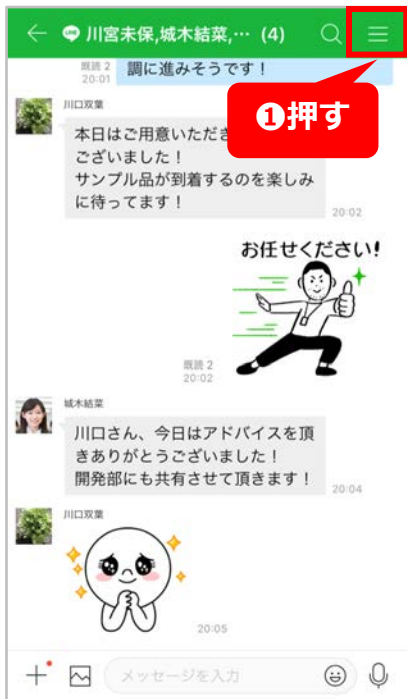 川宮未保,城木結菜,… (4)
既読 2
20:01
調に進みそうです！
❶押す
川口双葉
本日はご用意いただき
ございました！
サンプル品が到着するのを楽しみ
に待ってます！
20:02
お任せください!
既読 2
20:02
城木結菜
川口さん、今日はアドバイスを頂
きありがとうございました！
開発部にも共有させて頂きます！
20:04
川口双葉
20:05
メッセージを入力